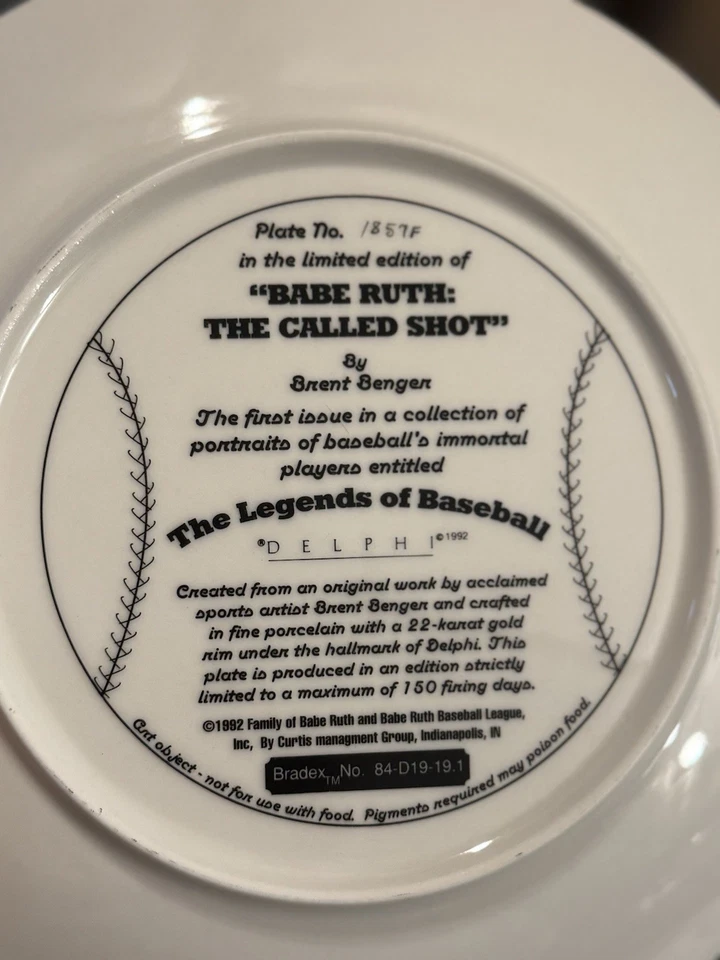 Plate No. 1857F
in the limited edition of
“BABE RUTH:
THE CALLED SHOT”
By
Brent Benger
The first issue in a collection of
portraits of baseball's immortal
players entitled
The Legends of Baseball
®DELPHI©1992
Created from an original work by acclaimed
sports artist Brent Benger and crafted
in fine porcelain with a 22-karat gold
rim under the hallmark of Delphi. This
plate is produced in an edition strictly
limited to a maximum of 150 firing days.
©1992 Family of Babe Ruth and Babe Ruth Baseball League,
Inc, By Curtis managment Group, Indianapolis, IN
Bradex TM No. 84-D19-19.1
Art object - not for use with food. Pigments required may poison food.